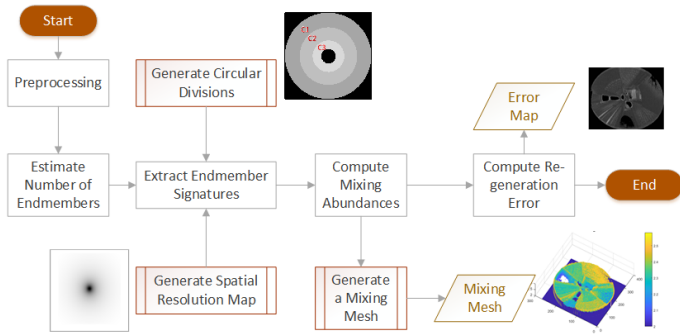 Start
C1
C2
C3
Preprocessing
Generate Circular
Divisions
Error
Map
Estimate
Number of
Endmembers
Extract Endmember
Signatures
Compute
Mixing
Abundances
Compute Re-
generation
Error
End
Generate Spatial
Resolution Map
Generate
a Mixing
Mesh
Mixing
Mesh